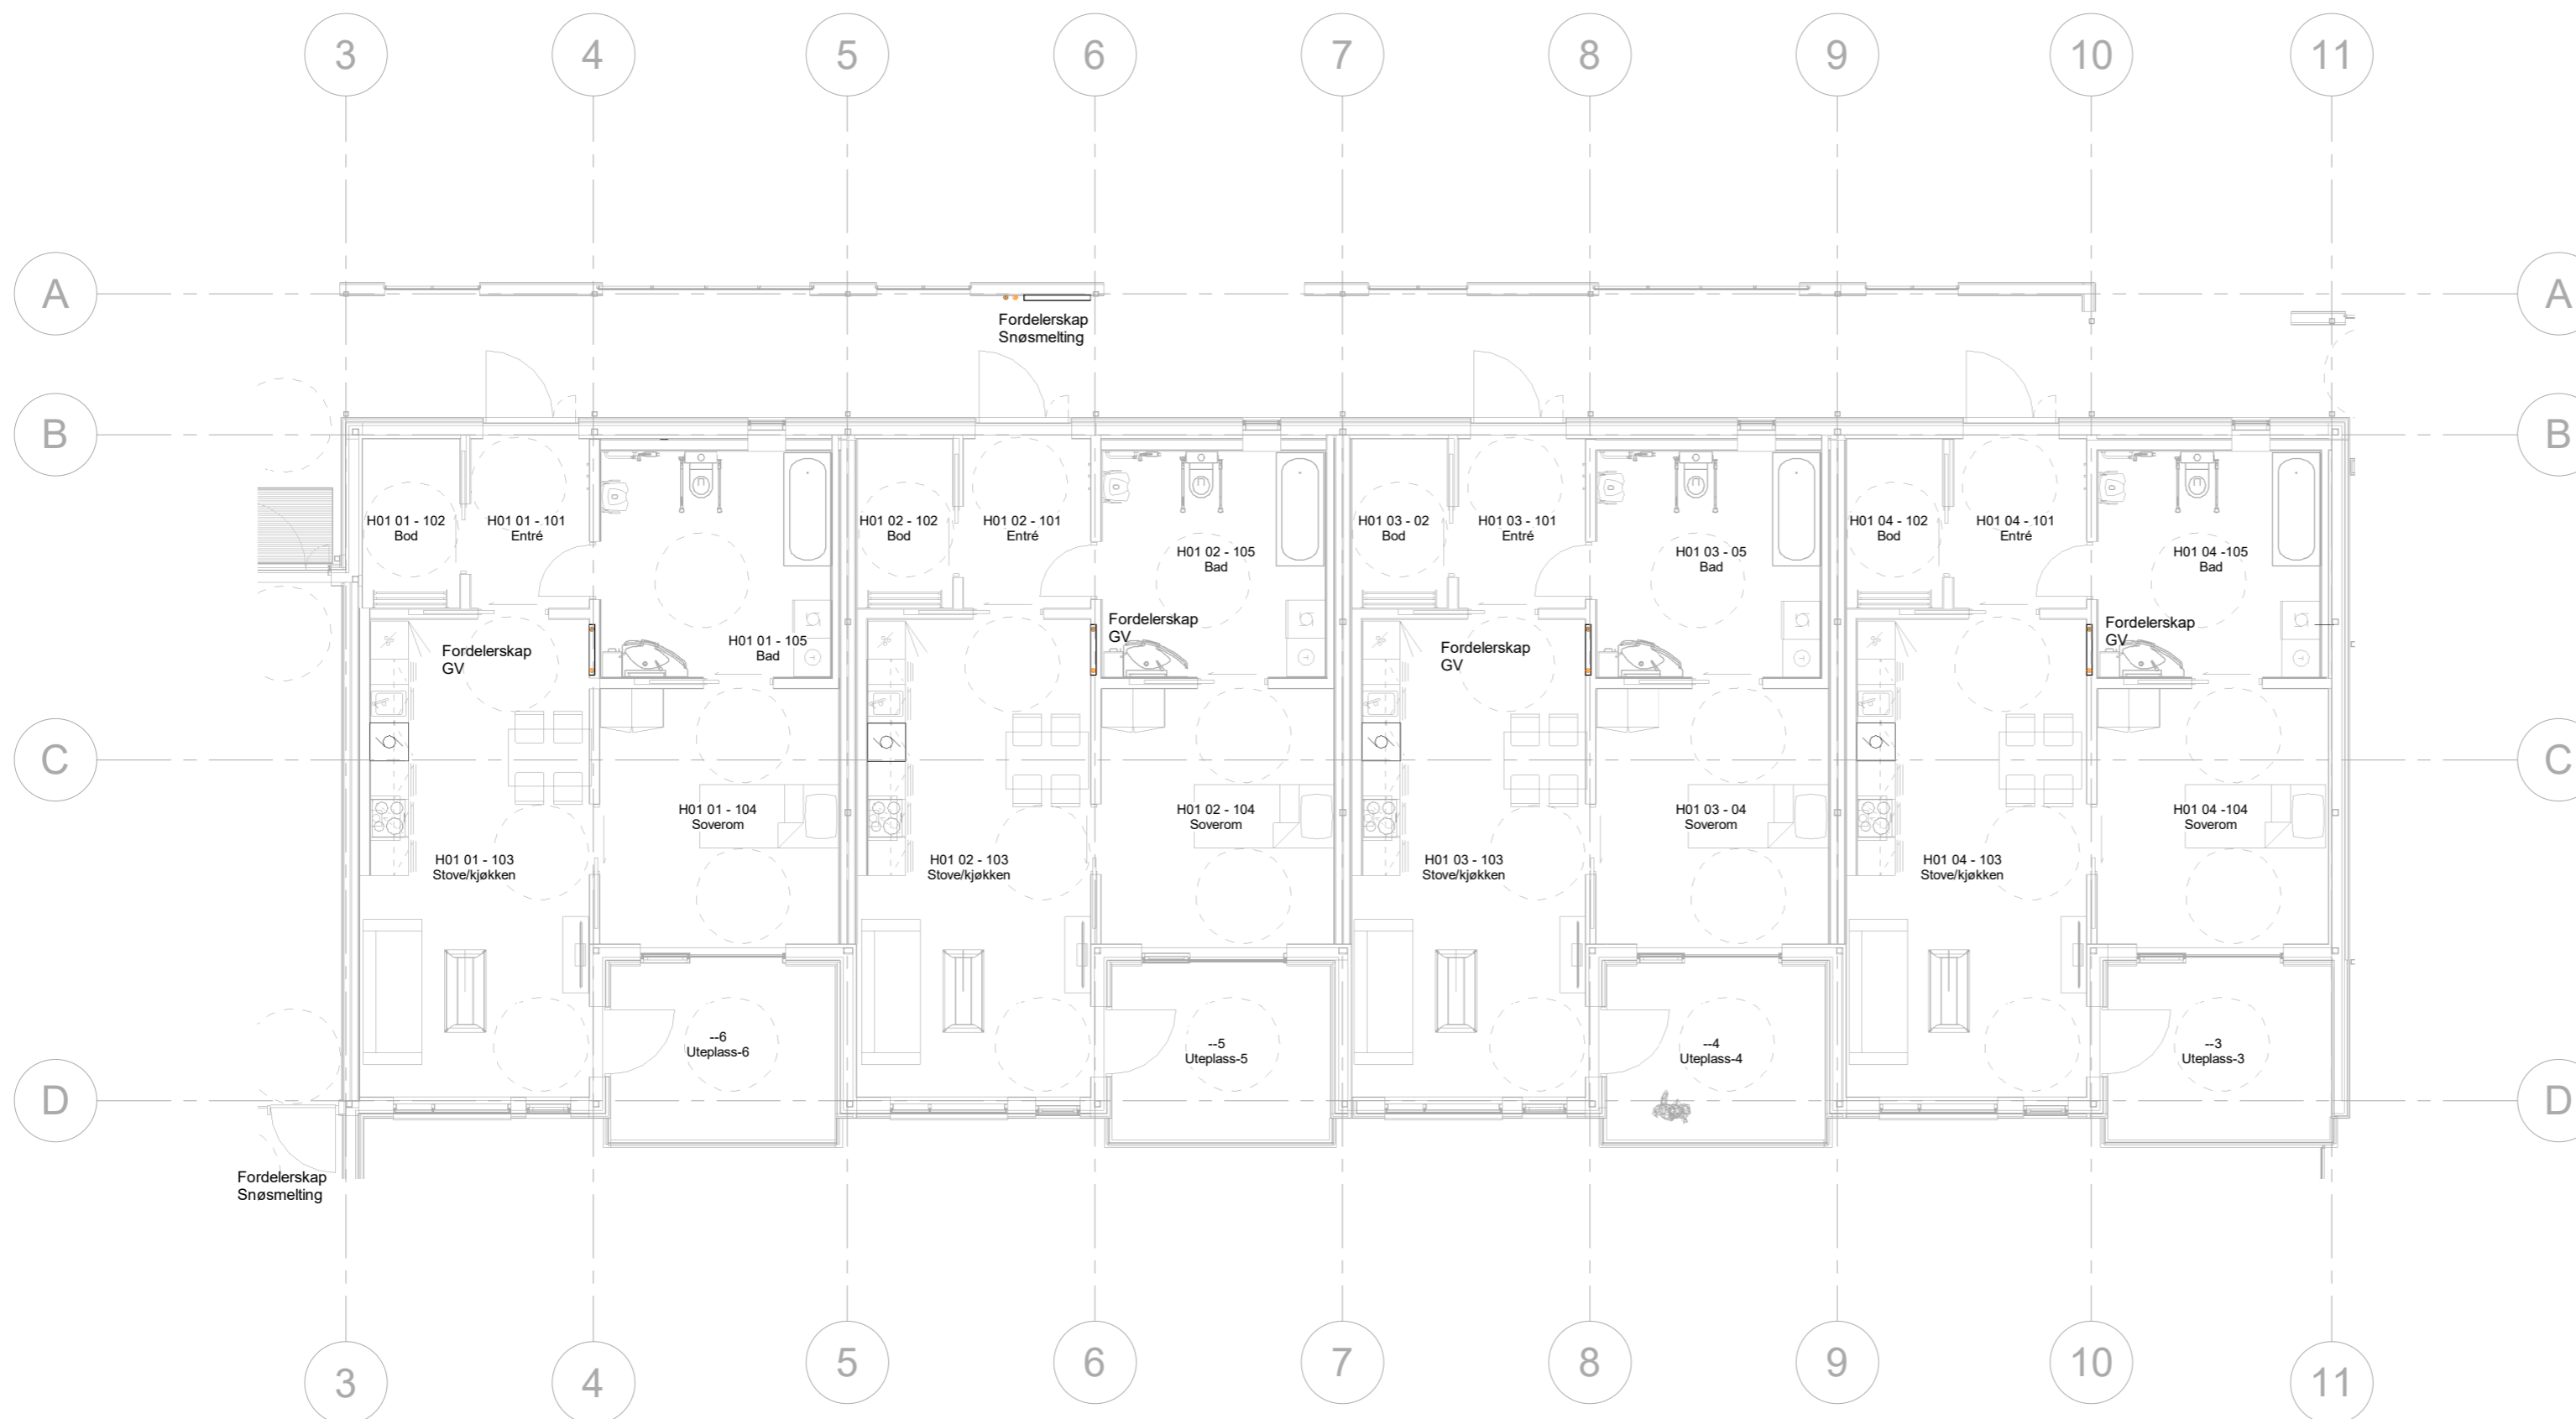 3
4
5
6
7
8
9
10
11
A
A
Fordelerskap
Snøsmelting
B
B
H01 01 - 102
Bod
H01 01 - 101
Entré
H01 02 - 102
Bod
H01 02 - 101
Entré
H01 02 - 105
Bad
H01 03 - 02
Bod
H01 03 - 101
Entré
H01 03 - 05
Bad
H01 04 - 102
Bod
H01 04 - 101
Entré
H01 04 -105
Bad
Fordelerskap
GV
H01 01 - 105
Bad
Fordelerskap
GV
Fordelerskap
GV
Fordelerskap
GV
C
C
H01 01 - 104
Soverom
H01 02 - 104
Soverom
H01 03 - 04
Soverom
H01 04 -104
Soverom
H01 01 - 103
Stove/kjøkken
H01 02 - 103
Stove/kjøkken
H01 03 - 103
Stove/kjøkken
H01 04 - 103
Stove/kjøkken
--6
Uteplass-6
--5
Uteplass-5
--4
Uteplass-4
--3
Uteplass-3
D
D
Fordelerskap
Snøsmelting
3
4
5
6
7
8
9
10
11